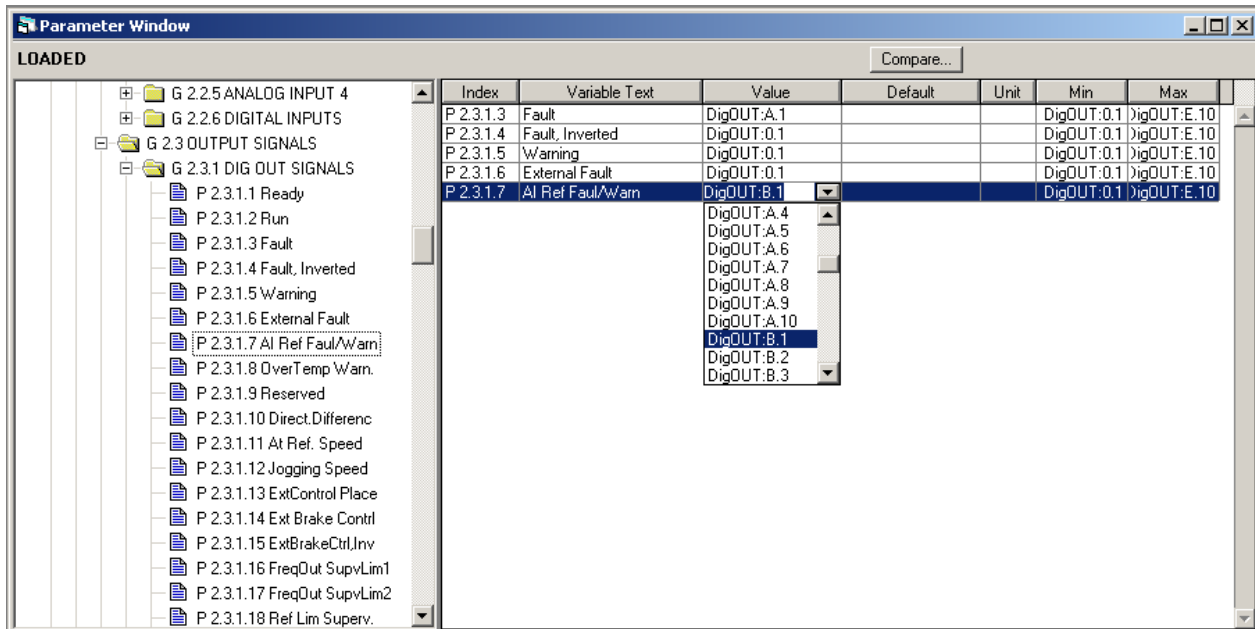 Parameter Window
LOADED
Compare...
G 2.2.5 ANALOG INPUT 4
G 2.2.6 DIGITAL INPUTS
G 2.3 OUTPUT SIGNALS
G 2.3.1 DIG OUT SIGNALS
P 2.3.1.1 Ready
P 2.3.1.2 Run
P 2.3.1.3 Fault
P 2.3.1.4 Fault, Inverted
P 2.3.1.5 Warning
P 2.3.1.6 External Fault
P 2.3.1.7 AI Ref Faul/Warn
P 2.3.1.8 OverTemp Warn.
P 2.3.1.9 Reserved
P 2.3.1.10 Direct.Differenc
P 2.3.1.11 At Ref. Speed
P 2.3.1.12 Jogging Speed
P 2.3.1.13 ExtControl Place
P 2.3.1.14 Ext Brake Contrl
P 2.3.1.15 ExtBrakeCtrl,Inv
P 2.3.1.16 FreqOut SupvLim1
P 2.3.1.17 FreqOut SupvLim2
P 2.3.1.18 Ref Lim Superv.
Index Variable Text Value Default Unit Min Max
P 2.3.1.3 Fault DigOUT:A.1 DigOUT:0.1 DigOUT:E.10
P 2.3.1.4 Fault, Inverted DigOUT:0.1 DigOUT:0.1 DigOUT:E.10
P 2.3.1.5 Warning DigOUT:0.1 DigOUT:0.1 DigOUT:E.10
P 2.3.1.6 External Fault DigOUT:0.1 DigOUT:0.1 DigOUT:E.10
P 2.3.1.7 AI Ref Faul/Warn DigOUT:B.1 DigOUT:0.1 DigOUT:E.10
DigOUT:A.4
DigOUT:A.5
DigOUT:A.6
DigOUT:A.7
DigOUT:A.8
DigOUT:A.9
DigOUT:A.10
DigOUT:B.1
DigOUT:B.2
DigOUT:B.3